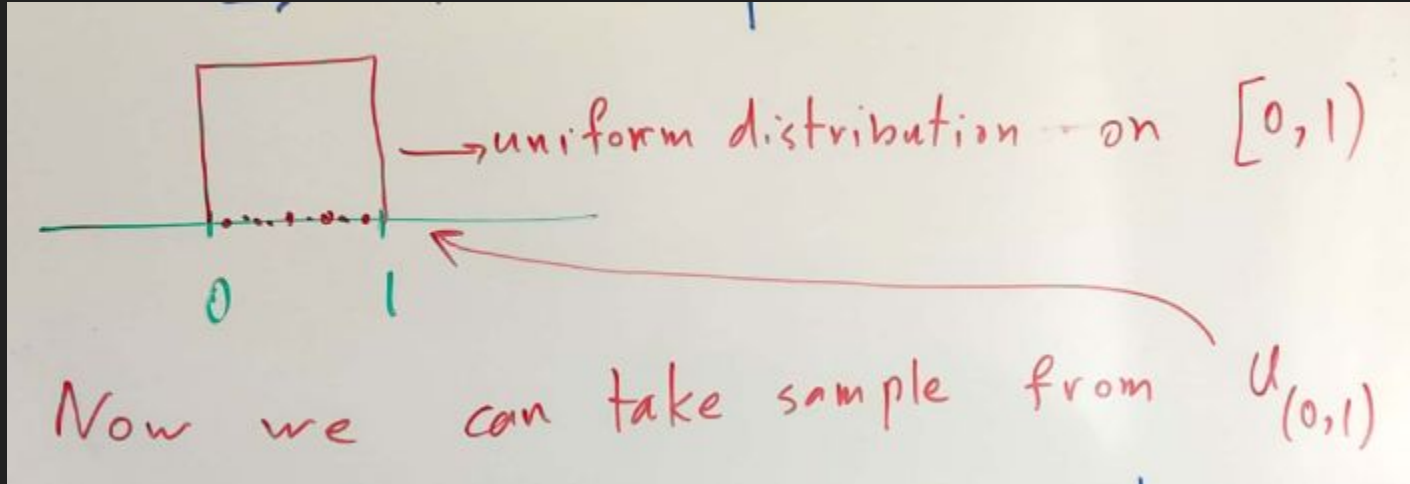 uniform distribution on [0,1)
0 1
Now we can take sample from U(0,1)